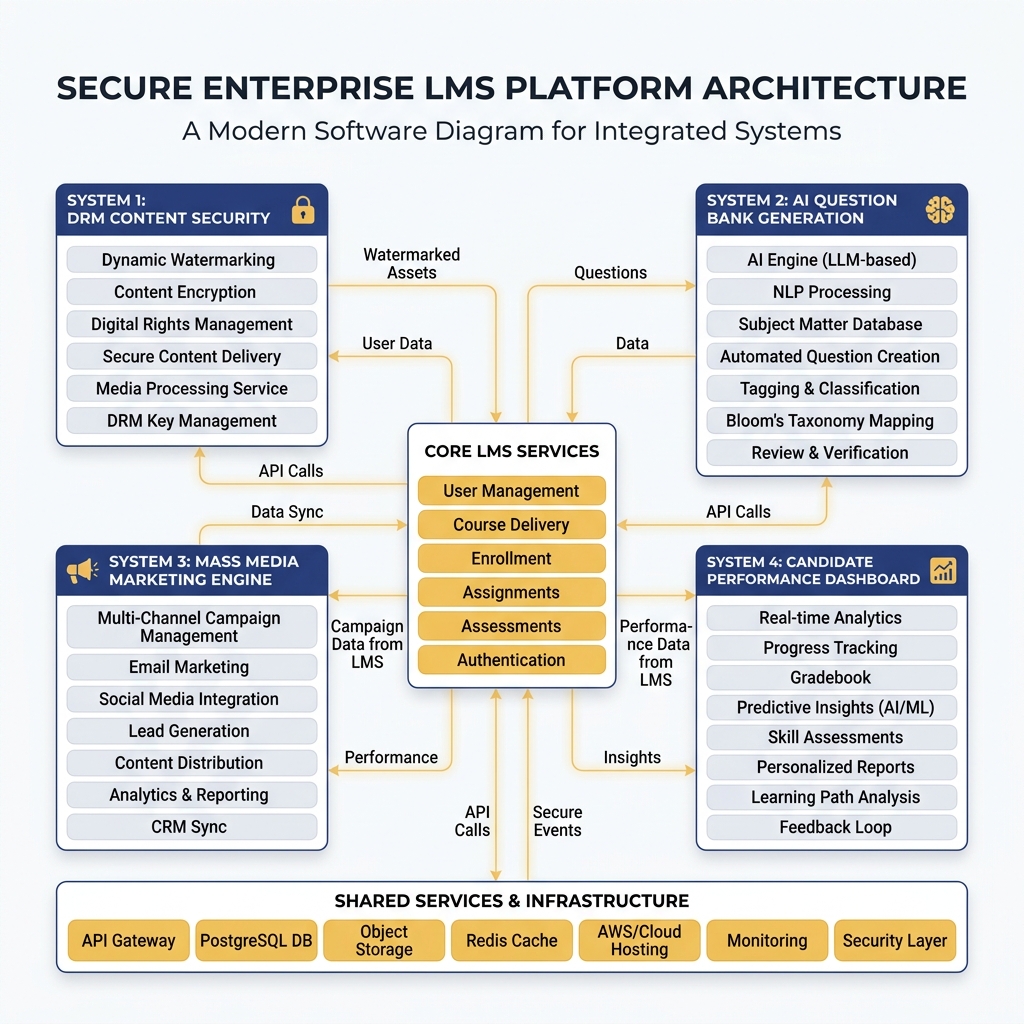 SECURE ENTERPRISE LMS PLATFORM ARCHITECTURE
A Modern Software Diagram for Integrated Systems
SYSTEM 1:
DRM CONTENT SECURITY
Dynamic Watermarking
Content Encryption
Digital Rights Management
Secure Content Delivery
Media Processing Service
DRM Key Management
Watermarked
Assets
User Data
API Calls
Data Sync
Questions
Data
API Calls
SYSTEM 2: AI QUESTION
BANK GENERATION
AI Engine (LLM-based)
NLP Processing
Subject Matter Database
Automated Question Creation
Tagging & Classification
Bloom's Taxonomy Mapping
Review & Verification
CORE LMS SERVICES
User Management
Course Delivery
Enrollment
Assignments
Assessments
Authentication
SYSTEM 3: MASS MEDIA
MARKETING ENGINE
Multi-Channel Campaign
Management
Email Marketing
Social Media Integration
Lead Generation
Content Distribution
Analytics & Reporting
CRM Sync
Campaign
Data from
LMS
Performance
Performa-
nce Data
from
LMS
Insights
SYSTEM 4: CANDIDATE
PERFORMANCE DASHBOARD
Real-time Analytics
Progress Tracking
Gradebook
Predictive Insights (AI/ML)
Skill Assessments
Personalized Reports
Learning Path Analysis
Feedback Loop
API
Calls
Secure
Events
SHARED SERVICES & INFRASTRUCTURE
API Gateway
PostgreSQL DB
Object
Storage
Redis Cache
AWS/Cloud
Hosting
Monitoring
Security Layer